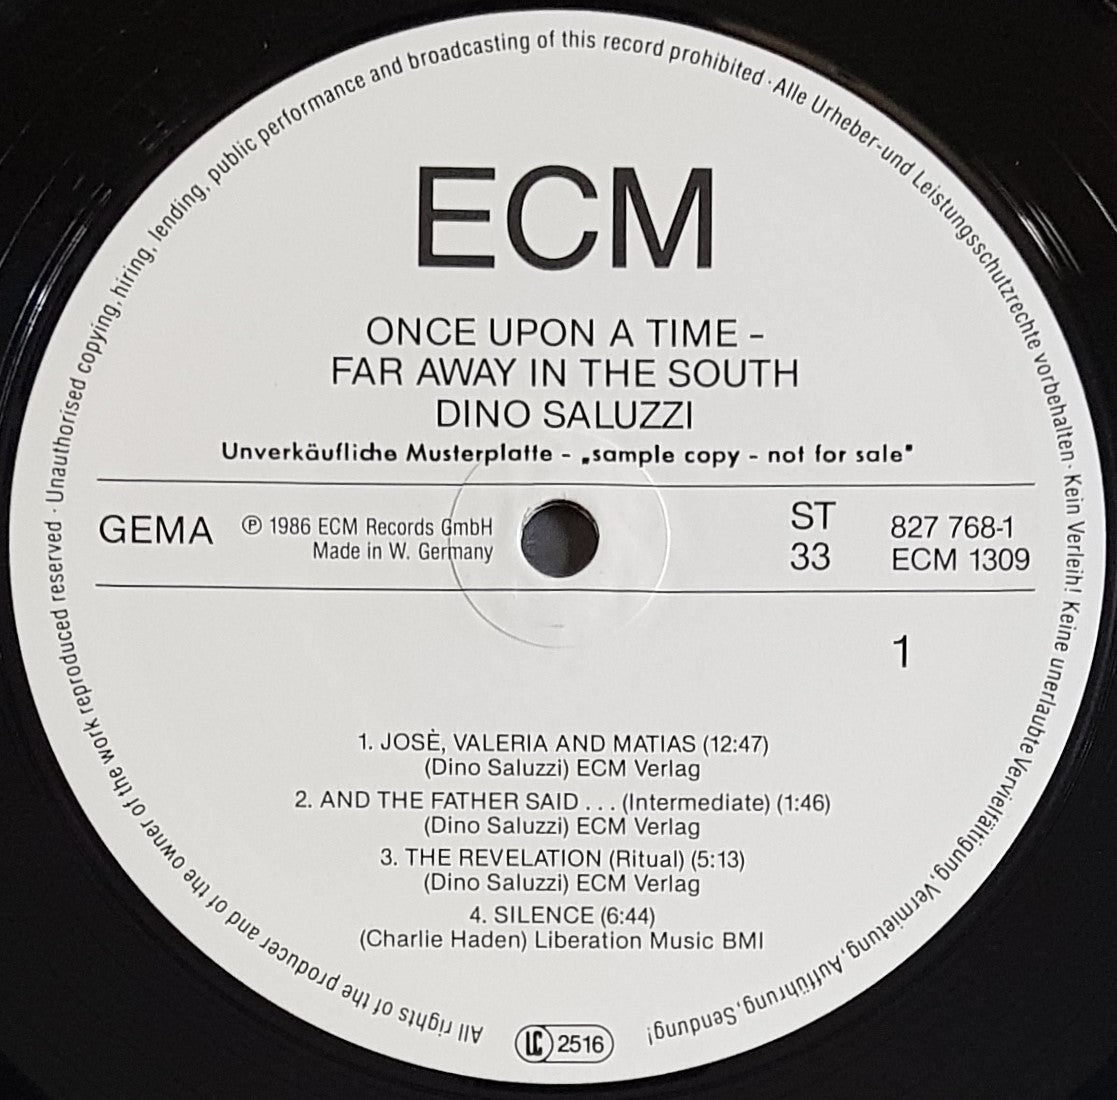 ECM
ONCE UPON A TIME -
FAR AWAY IN THE SOUTH
DINO SALUZZI
Unverkäufliche Musterplatte - „sample copy - not for sale"
GEMA
℗ 1986 ECM Records GmbH
Made in W. Germany
ST
33
827 768-1
ECM 1309
1
1. JOSÈ, VALERIA AND MATIAS (12:47)
(Dino Saluzzi) ECM Verlag
2. AND THE FATHER SAID . . . (Intermediate) (1:46)
(Dino Saluzzi) ECM Verlag
3. THE REVELATION (Ritual) (5:13)
(Dino Saluzzi) ECM Verlag
4. SILENCE (6:44)
(Charlie Haden) Liberation Music BMI
LC 2516
All rights of the producer and of the owner of the work reproduced reserved · Unauthorised copying, hiring, lending, public performance and broadcasting of this record prohibited · Alle Urheber-und Leistungsschutzrechte vorbehalten · Kein Verleih! Keine unerlaubte Vervielfältigung, Vermietung, Aufführung, Sendung!